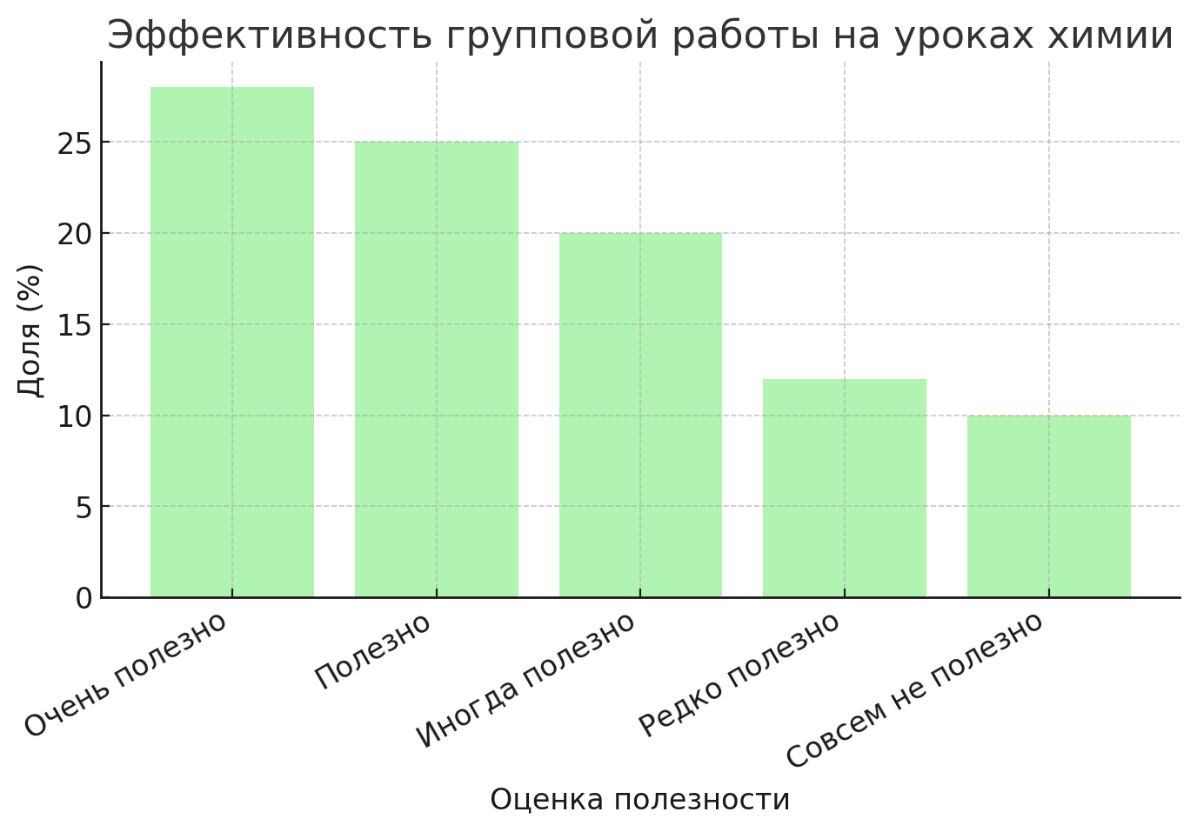 Эффективность групповой работы на уроках химии
Доля (%)
25
20
15
10
5
0
Очень полезно
Полезно
Иногда полезно
Редко полезно
Совсем не полезно
Оценка полезности